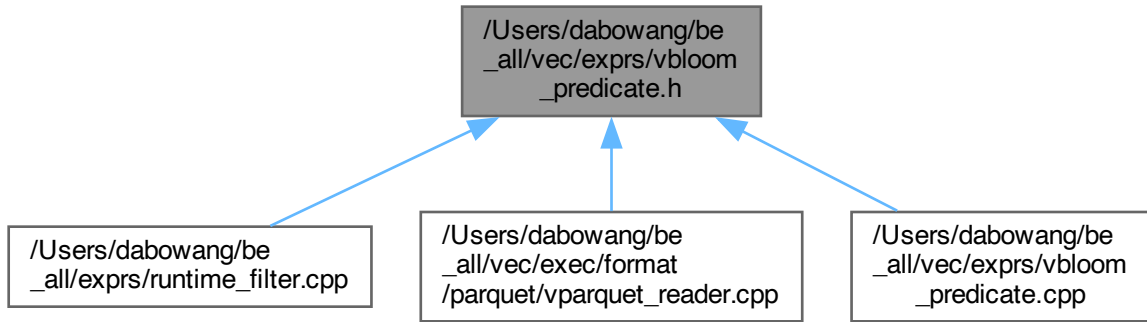 /Users/dabowang/be
_all/vec/exprs/vbloom
_predicate.h
/Users/dabowang/be
_all/exprs/runtime_filter.cpp
/Users/dabowang/be
_all/vec/exec/format
/parquet/vparquet_reader.cpp
/Users/dabowang/be
_all/vec/exprs/vbloom
_predicate.cpp